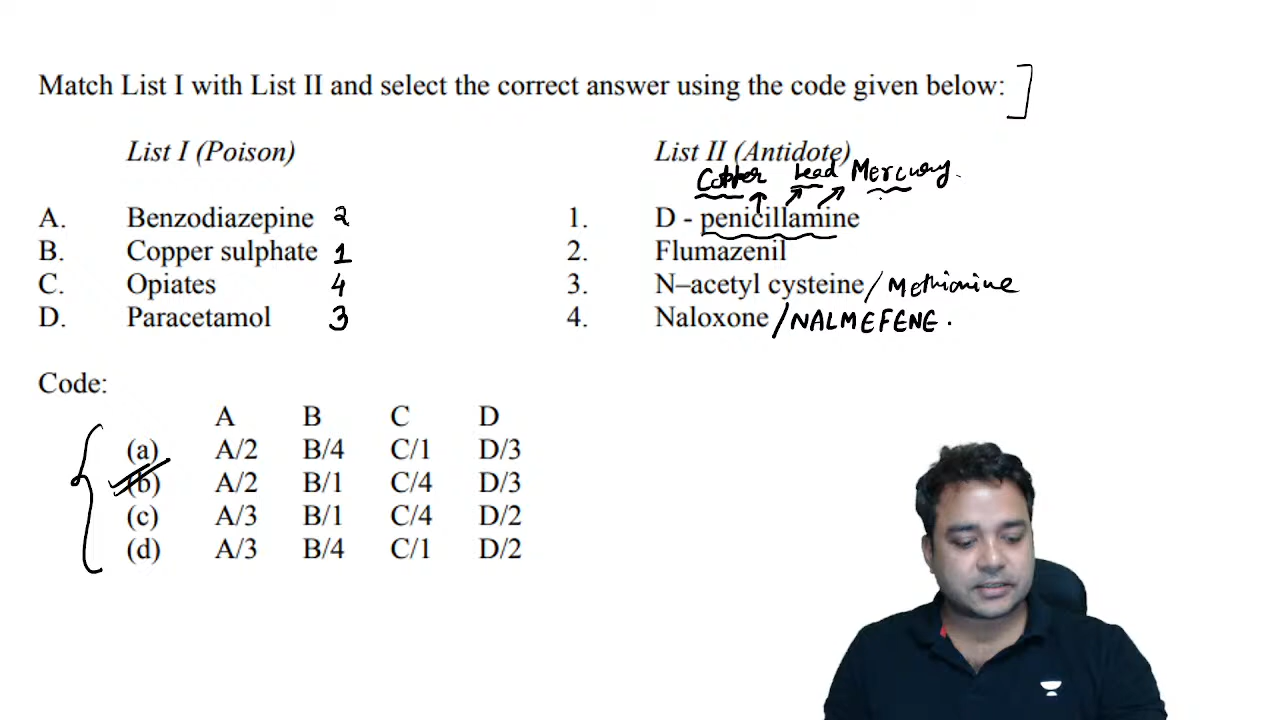 Match List I with List II and select the correct answer using the code given below: ]
List I (Poison) List II (Antidote)
Copper Lead Mercury.
A. Benzodiazepine 2 1. D - penicillamine
B. Copper sulphate 1 2. Flumazenil
C. Opiates 4 3. N–acetyl cysteine / Methionine
D. Paracetamol 3 4. Naloxone / NALMEFENE.
Code:
A B C D
(a) A/2 B/4 C/1 D/3
(b) A/2 B/1 C/4 D/3
(c) A/3 B/1 C/4 D/2
(d) A/3 B/4 C/1 D/2